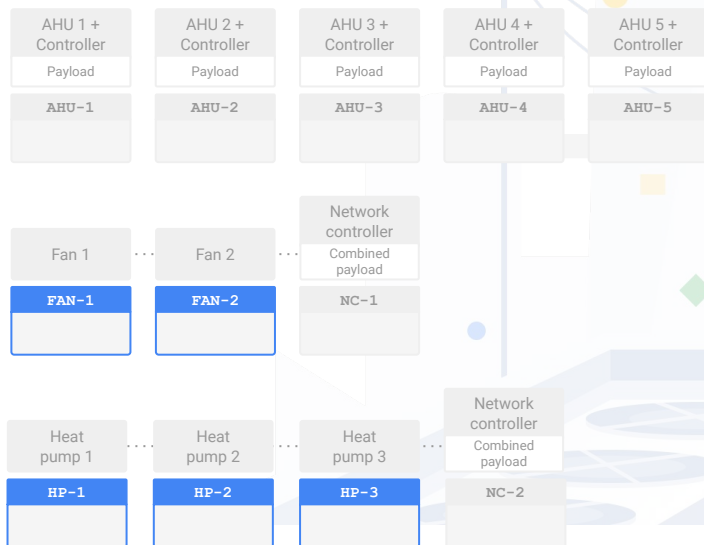 AHU 1 +
Controller
Payload
AHU 2 +
Controller
Payload
AHU 3 +
Controller
Payload
AHU 4 +
Controller
Payload
AHU 5 +
Controller
Payload
AHU-1
AHU-2
AHU-3
AHU-4
AHU-5
Fan 1
Fan 2
Network
controller
Combined
payload
FAN-1
FAN-2
NC-1
Heat
pump 1
Heat
pump 2
Heat
pump 3
Network
controller
Combined
payload
HP-1
HP-2
HP-3
NC-2